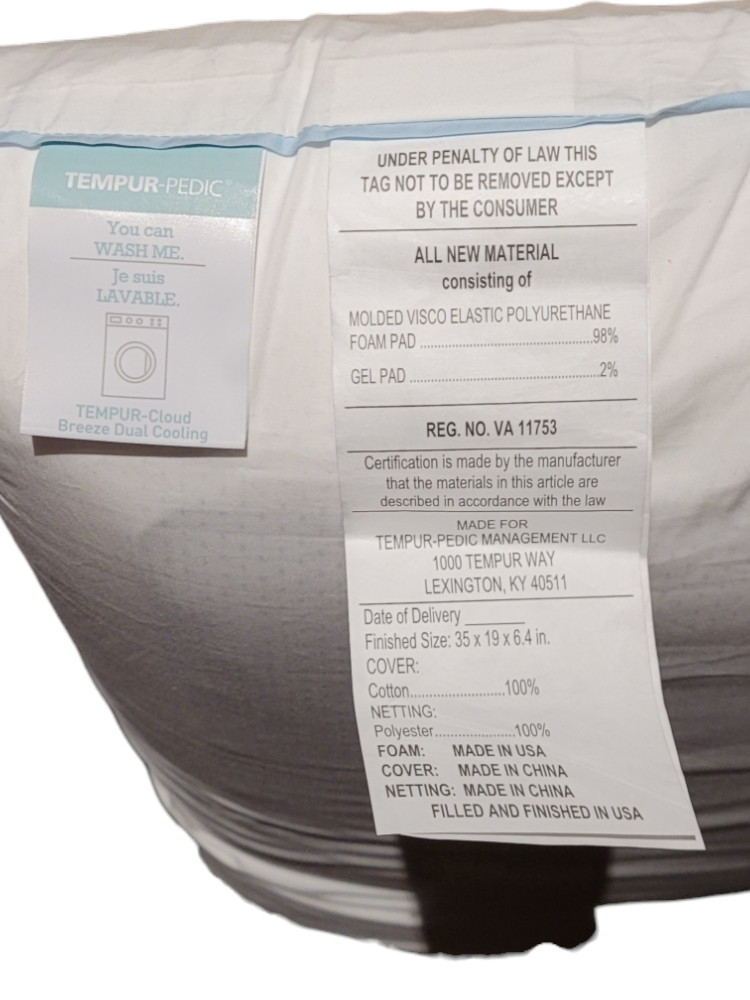 TEMPUR-PEDIC®
You can
WASH ME.
Je suis
LAVABLE.
TEMPUR-Cloud
Breeze Dual Cooling
UNDER PENALTY OF LAW THIS
TAG NOT TO BE REMOVED EXCEPT
BY THE CONSUMER
ALL NEW MATERIAL
consisting of
MOLDED VISCO ELASTIC POLYURETHANE
FOAM PAD ..............................................98%
GEL PAD ..................................................2%
REG. NO. VA 11753
Certification is made by the manufacturer
that the materials in this article are
described in accordance with the law
MADE FOR
TEMPUR-PEDIC MANAGEMENT LLC
1000 TEMPUR WAY
LEXINGTON, KY 40511
Date of Delivery _______
Finished Size: 35 x 19 x 6.4 in.
COVER:
Cotton.........................100%
NETTING:
Polyester.....................100%
FOAM: MADE IN USA
COVER: MADE IN CHINA
NETTING: MADE IN CHINA
FILLED AND FINISHED IN USA